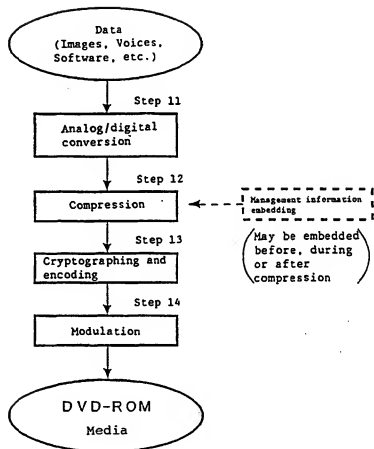 Data
(Images, Voices,
Software, etc.)
Step 11
Analog/digital
conversion
Step 12
Compression
Management information
embedding
(May be embedded
before, during
or after
compression)
Step 13
Cryptographing and
encoding
Step 14
Modulation
DVD-ROM
Media